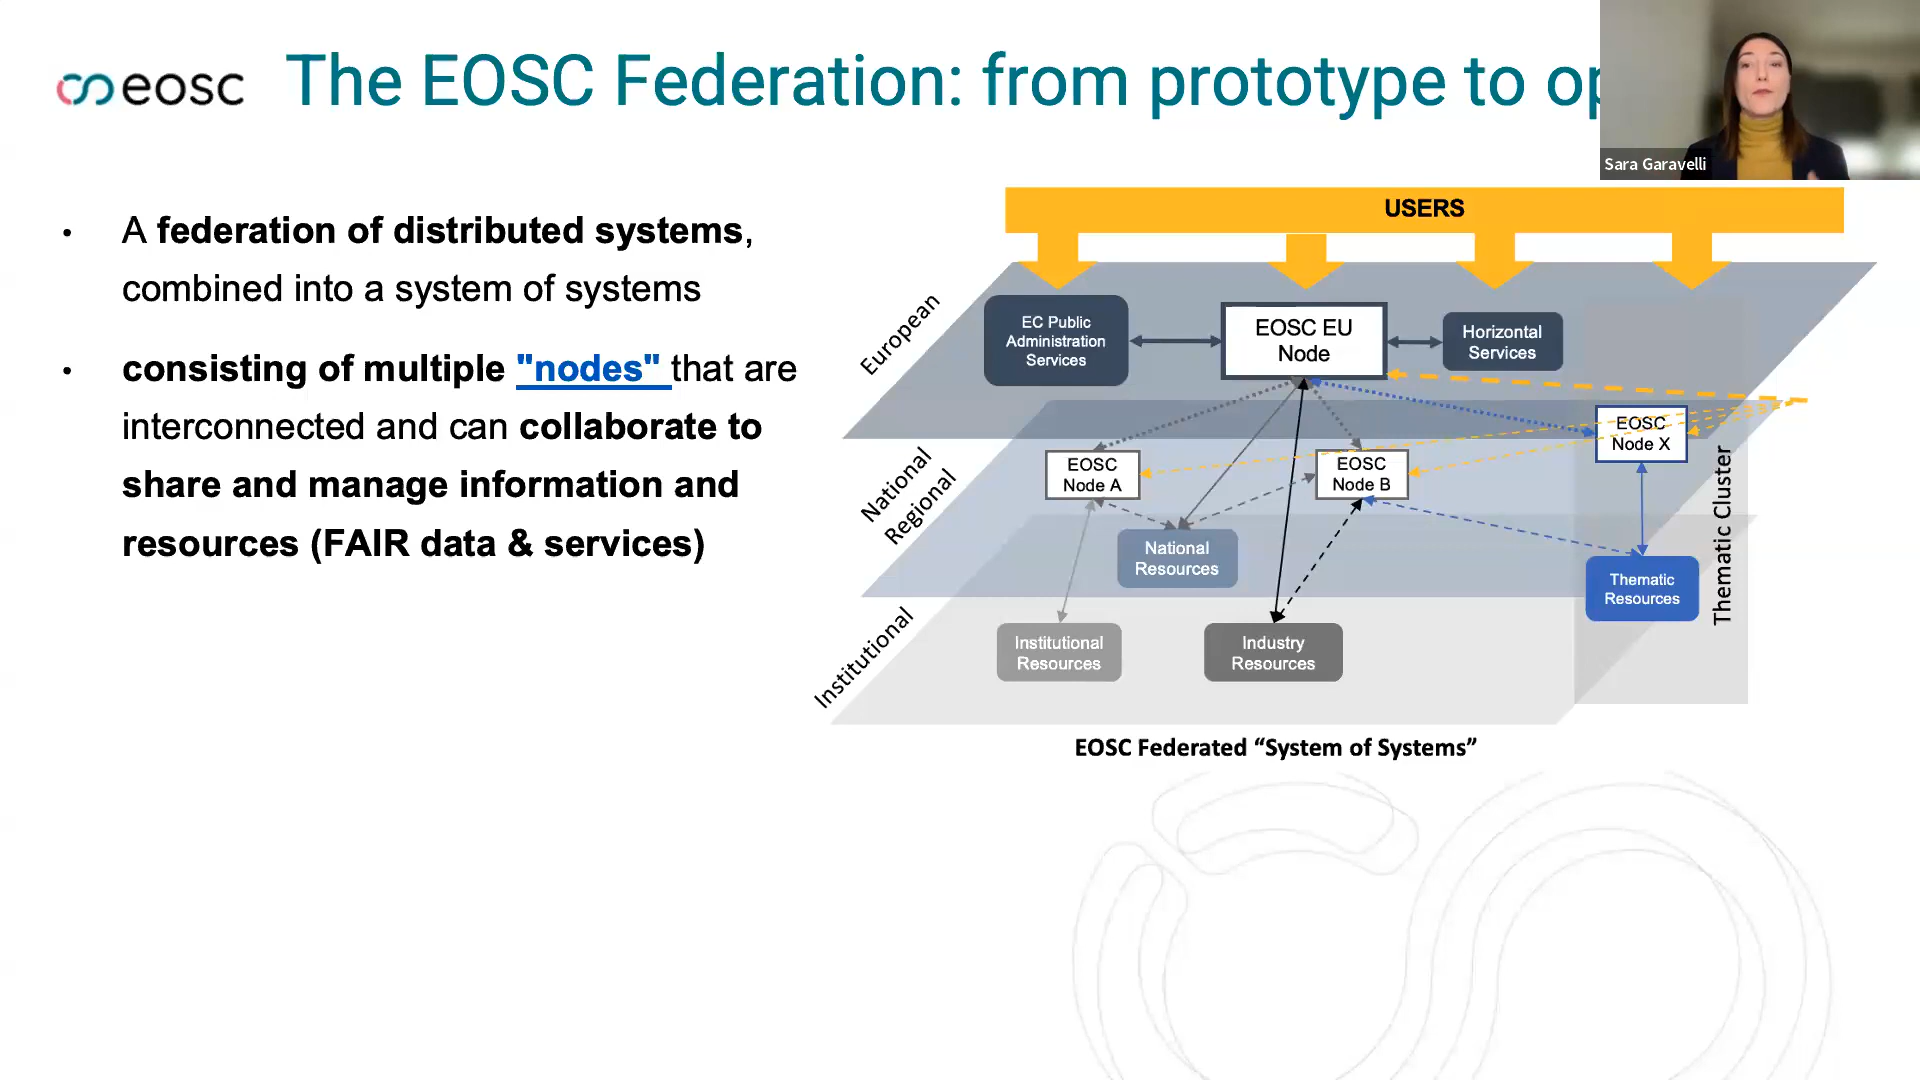 eosc
The EOSC Federation: from prototype to
Sara Garavelli
• A federation of distributed systems,
combined into a system of systems
• consisting of multiple "nodes" that are
interconnected and can collaborate to
share and manage information and
resources (FAIR data & services)
USERS
European
EC Public
Administration
Services
EOSC EU
Node
Horizontal
Services
National
Regional
EOSC
Node A
EOSC
Node B
EOSC
Node X
National
Resources
Thematic
Resources
Thematic Cluster
Institutional
Institutional
Resources
Industry
Resources
EOSC Federated “System of Systems”